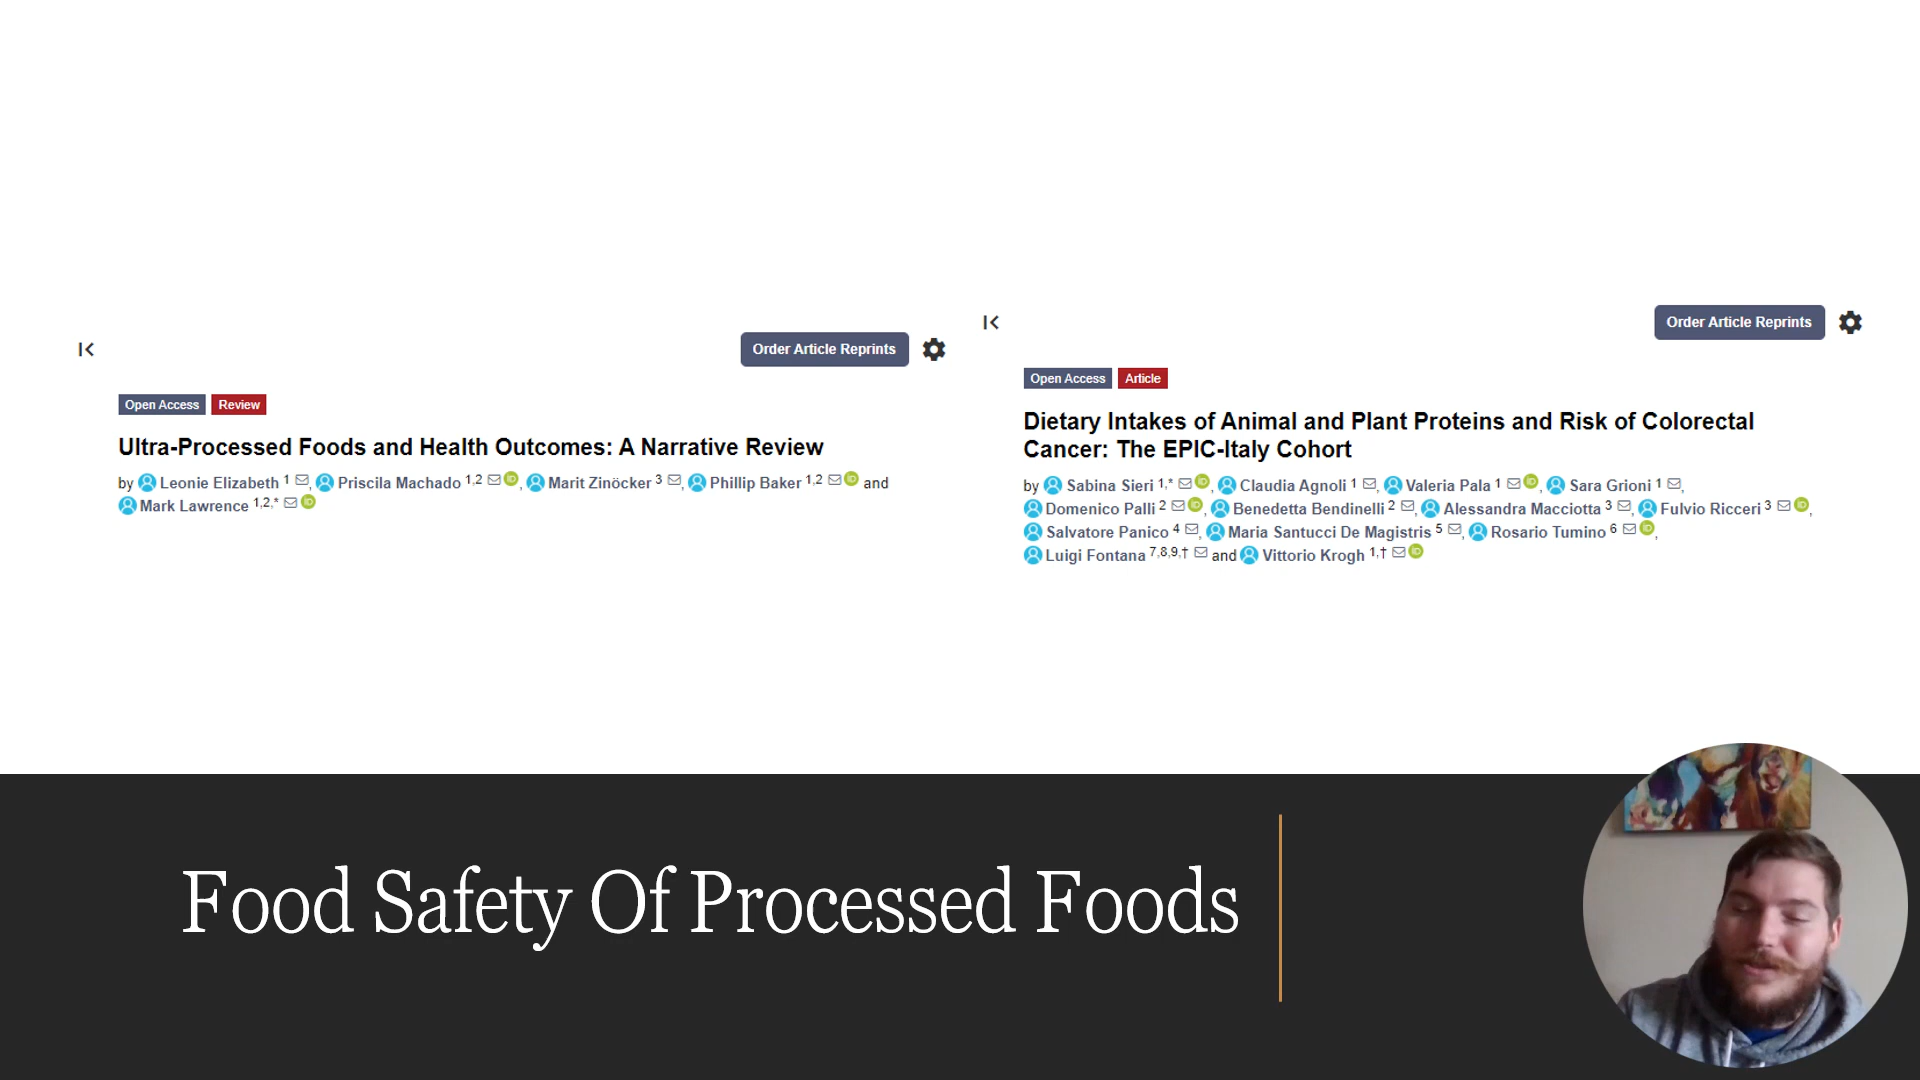 Order Article Reprints
Open Access Review
Ultra-Processed Foods and Health Outcomes: A Narrative Review
by Leonie Elizabeth 1, Priscila Machado 1,2, Marit Zinöcker 3, Phillip Baker 1,2 and
Mark Lawrence 1,2,*
Order Article Reprints
Open Access Article
Dietary Intakes of Animal and Plant Proteins and Risk of Colorectal
Cancer: The EPIC-Italy Cohort
by Sabina Sieri 1,*, Claudia Agnoli 1, Valeria Pala 1, Sara Grioni 1,
Domenico Palli 2, Benedetta Bendinelli 2, Alessandra Macciotta 3, Fulvio Ricceri 3,
Salvatore Panico 4, Maria Santucci De Magistris 5, Rosario Tumino 6,
Luigi Fontana 7,8,9,† and Vittorio Krogh 1,†
Food Safety Of Processed Foods